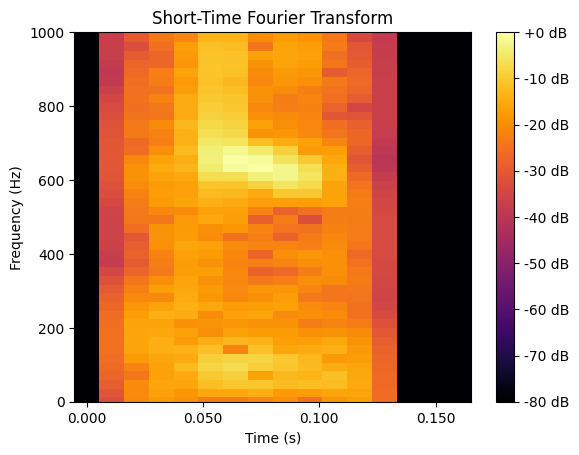 Short-Time Fourier Transform
1000
800
600
400
200
0
Frequency (Hz)
0.000
0.050
0.100
0.150
Time (s)
+0 dB
-10 dB
-20 dB
-30 dB
-40 dB
-50 dB
-60 dB
-70 dB
-80 dB